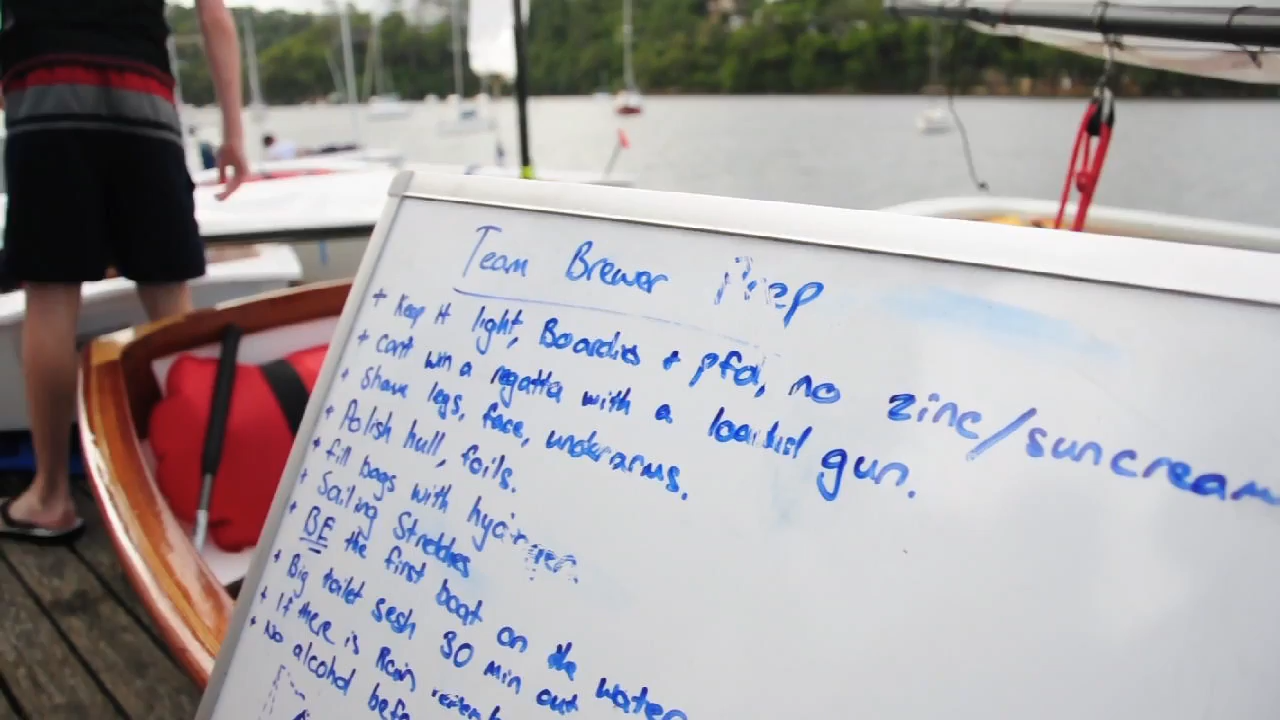 Team Brewer Prep
+ Keep it light, Boardies + pfd, no zinc/suncream
+ cant win a regatta with a loaded gun.
+ Shave legs, face, underarms.
+ Polish hull, foils.
+ fill bags with hydrogen.
+ Sailing Stretches
+ BE the first boat on the water
+ Big toilet sesh 30 min out
+ If there is Rain
+ No alcohol